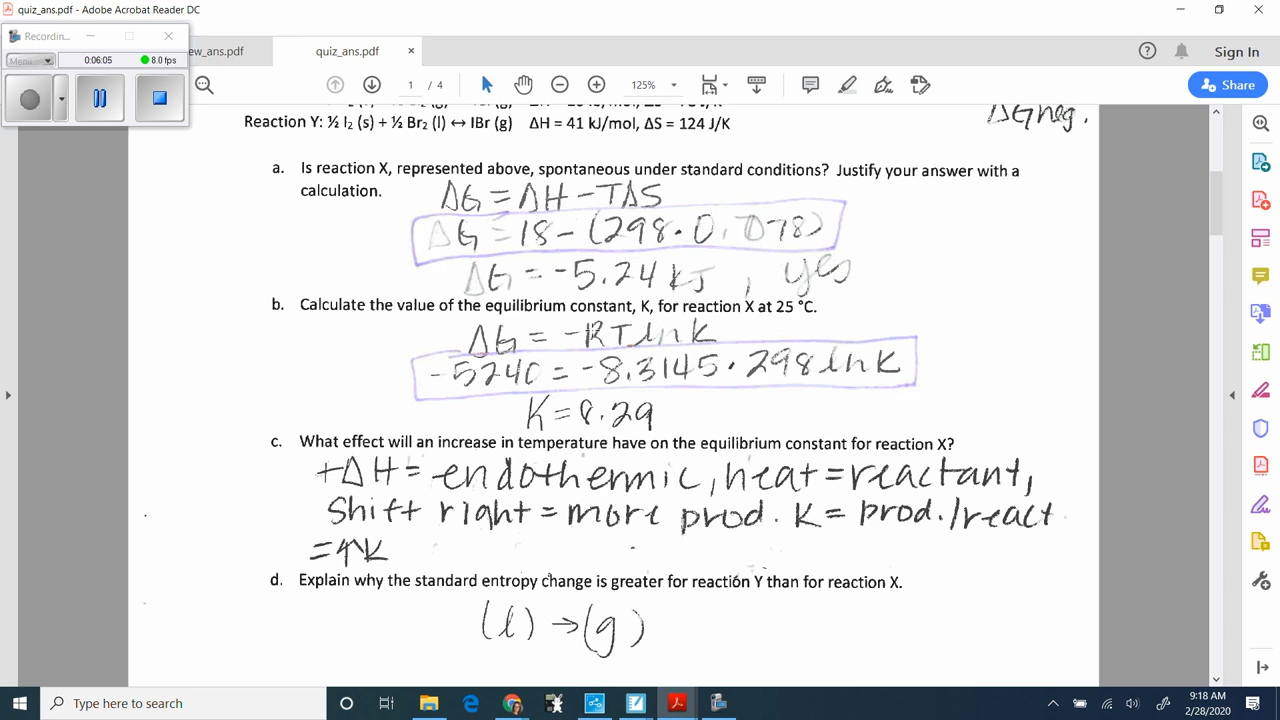 quiz_ans.pdf - Adobe Acrobat Reader DC
Recordin...
Menu
0:06:05
8.0 fps
ew_ans.pdf
quiz_ans.pdf
Sign In
1 / 4
125%
Share
Reaction Y: ½ I₂ (s) + ½ Br₂ (l) ↔ IBr (g) ΔH = 41 kJ/mol, ΔS = 124 J/K
ΔG neg.
a. Is reaction X, represented above, spontaneous under standard conditions? Justify your answer with a
calculation.
ΔG = ΔH - TΔS
ΔG = 18 - (298 · 0.078)
ΔG = -5.24 kJ, yes
b. Calculate the value of the equilibrium constant, K, for reaction X at 25 °C.
ΔG = -RTlnK
-5240 = -8.3145 · 298 lnK
K = 8.29
c. What effect will an increase in temperature have on the equilibrium constant for reaction X?
+ΔH = endothermic, heat = reactant,
Shift right = more prod. K = prod./react
= ↑K
d. Explain why the standard entropy change is greater for reaction Y than for reaction X.
(l) → (g)
Type here to search
9:18 AM
2/28/2020